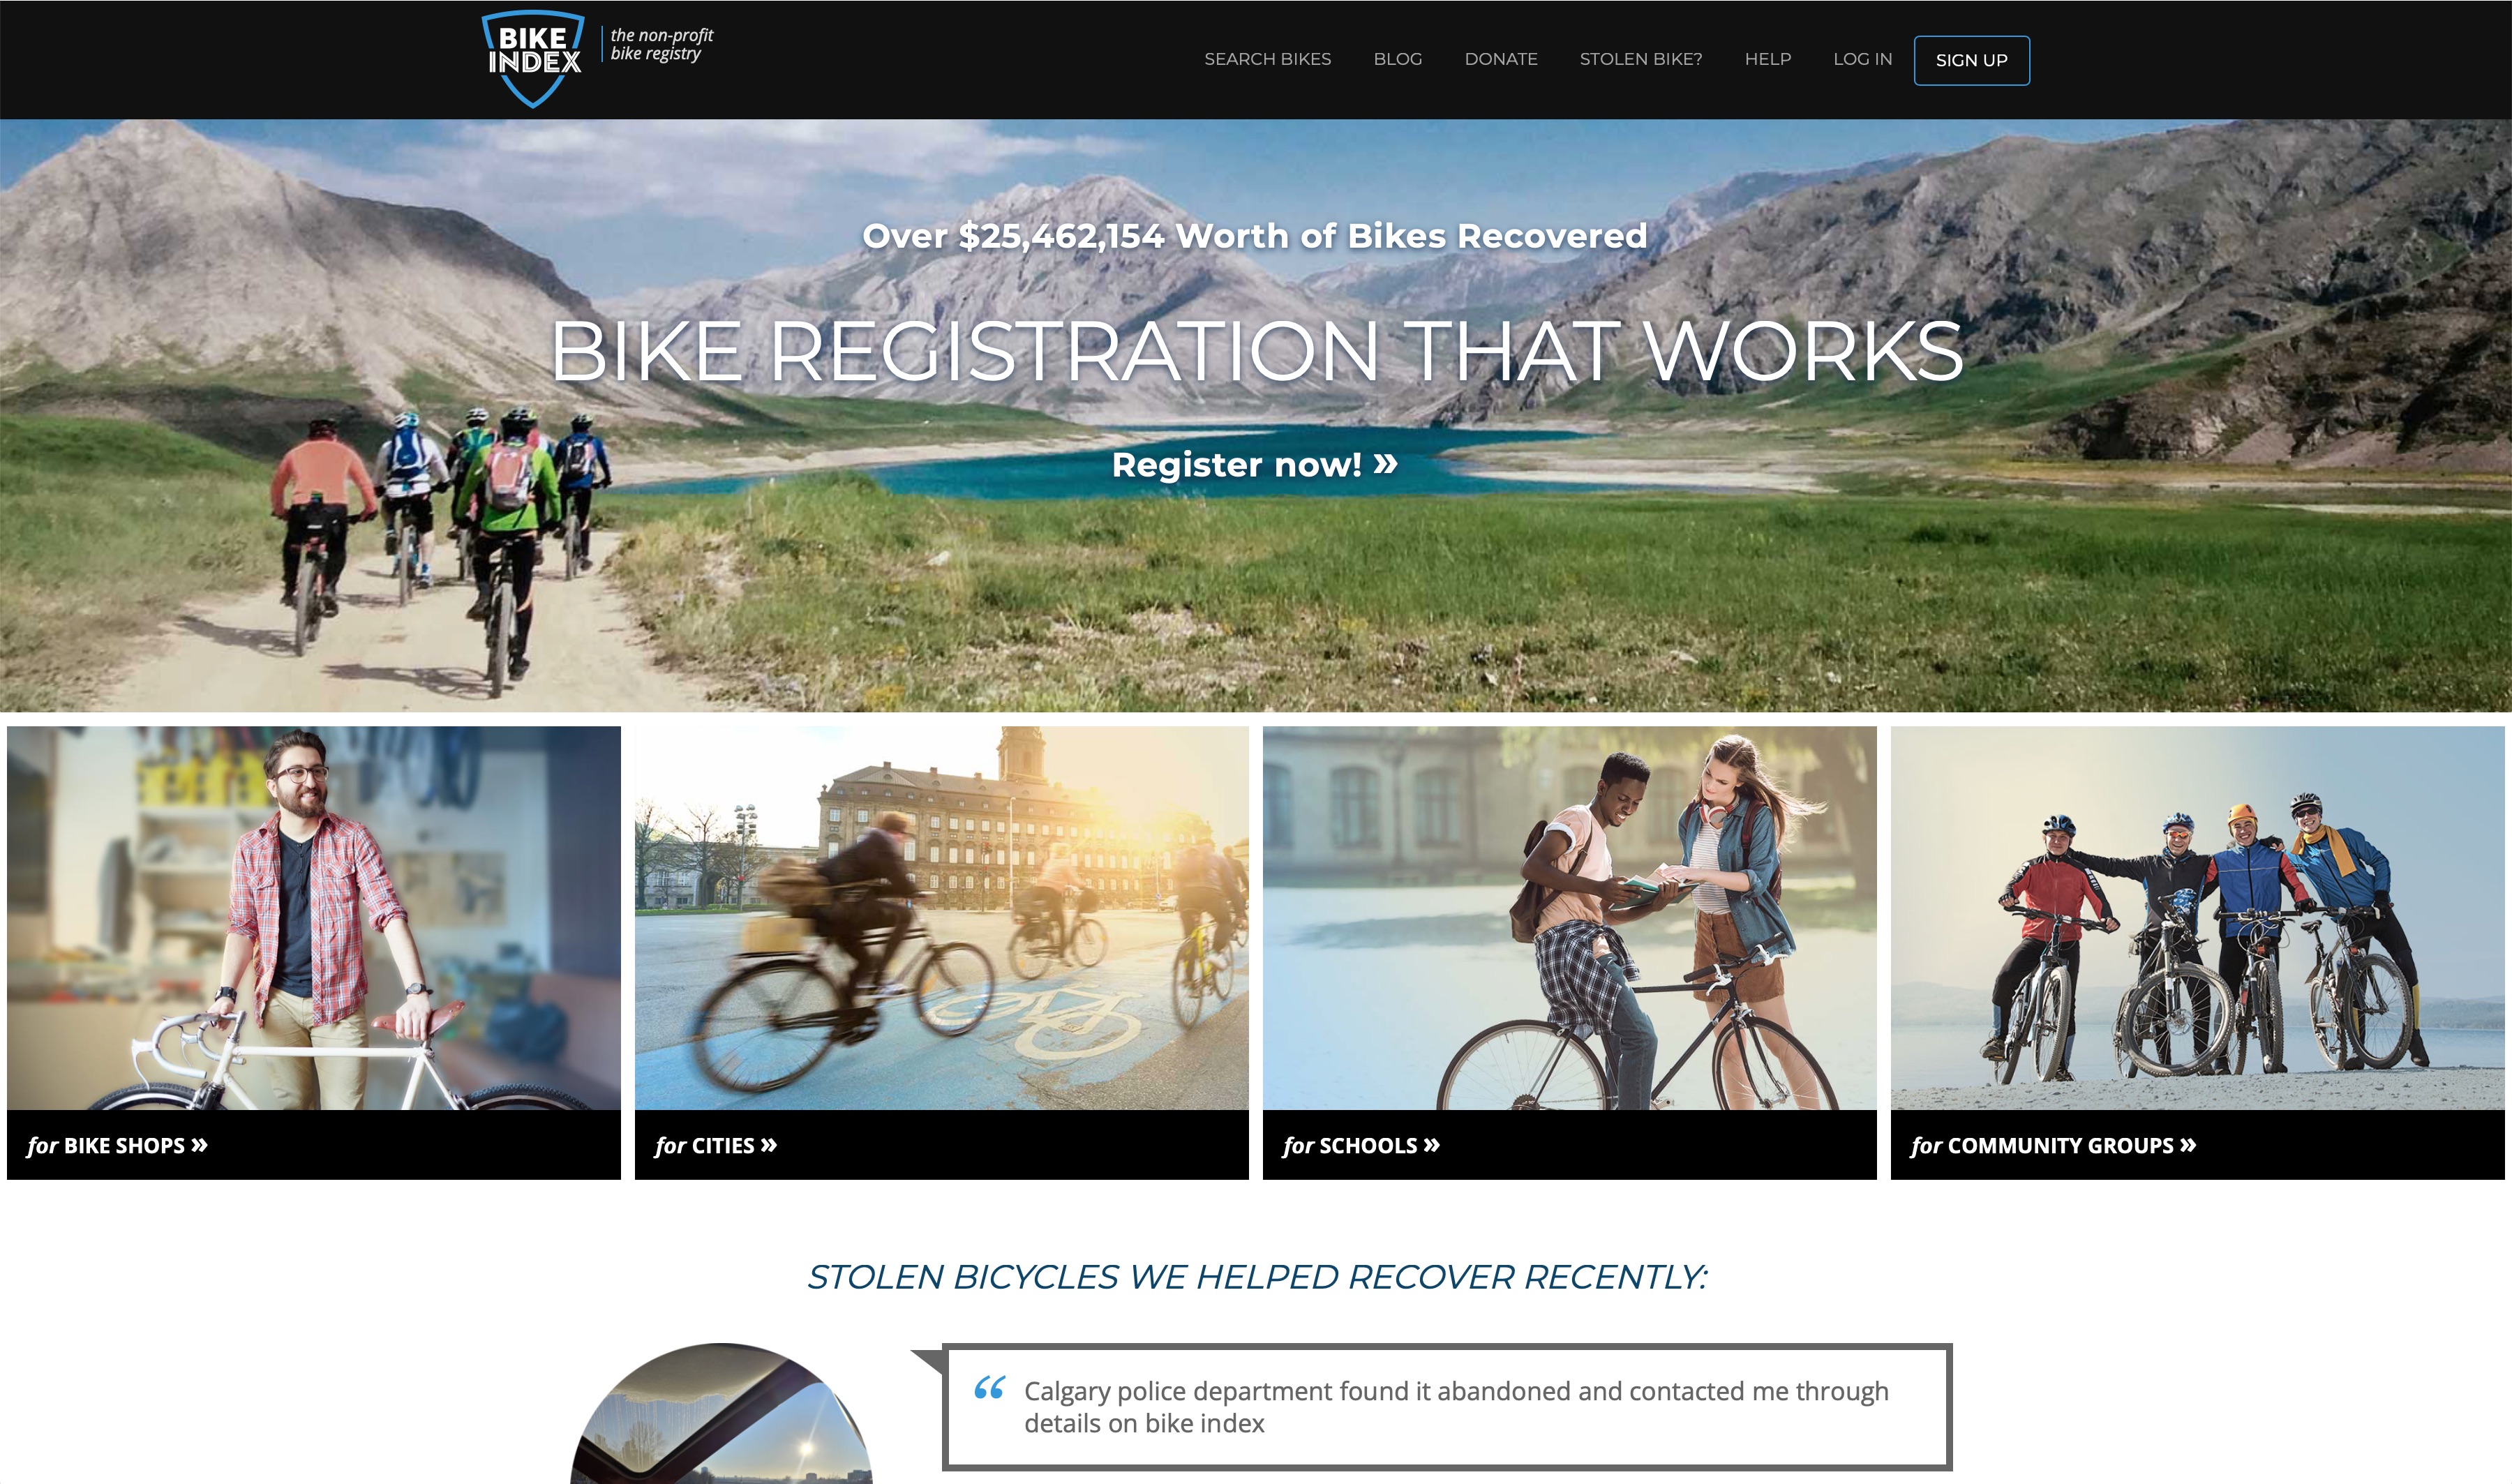 BIKE
INDEX
the non-profit
bike registry
SEARCH BIKES
BLOG
DONATE
STOLEN BIKE?
HELP
LOG IN
SIGN UP
Over $25,462,154 Worth of Bikes Recovered
BIKE REGISTRATION THAT WORKS
Register now! »
for BIKE SHOPS »
for CITIES »
for SCHOOLS »
for COMMUNITY GROUPS »
STOLEN BICYCLES WE HELPED RECOVER RECENTLY:
“ Calgary police department found it abandoned and contacted me through
details on bike index